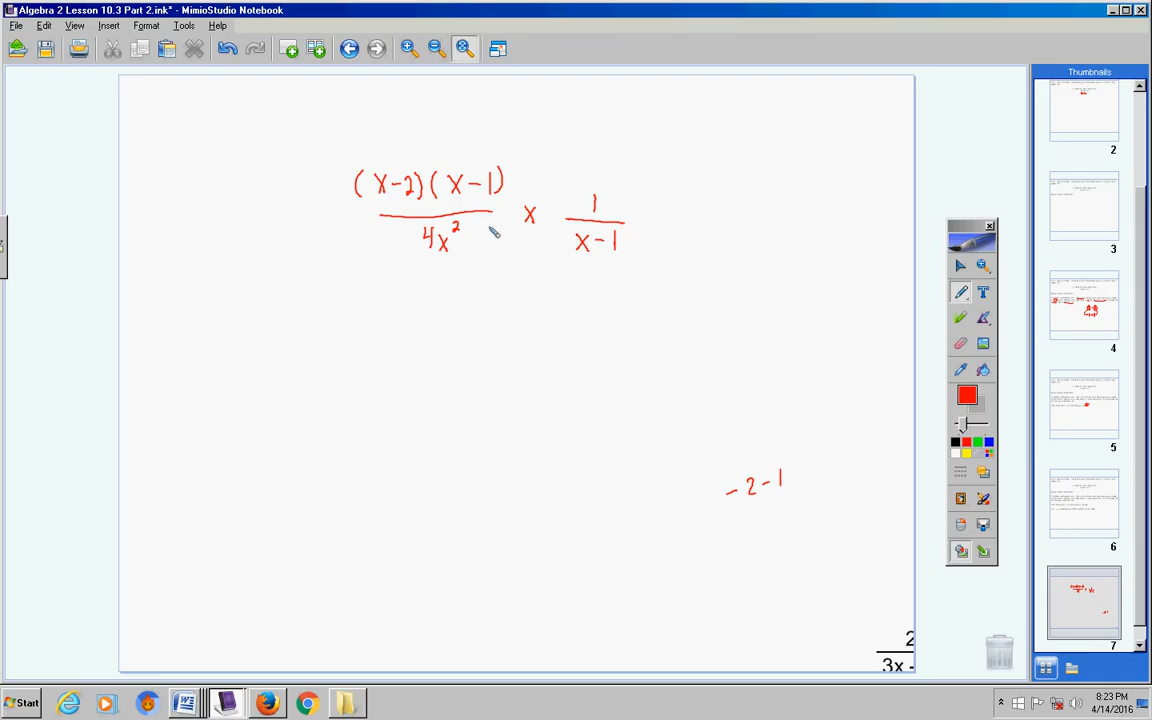 Algebra 2 Lesson 10.3 Part 2.ink* - MimioStudio Notebook
File Edit View Insert Format Tools Help
Thumbnails
2
3
4
5
6
7
(x-2)(x-1)
4x²
x
1
x-1
-2-1
2
3x -
Start
8:23 PM
4/14/2016